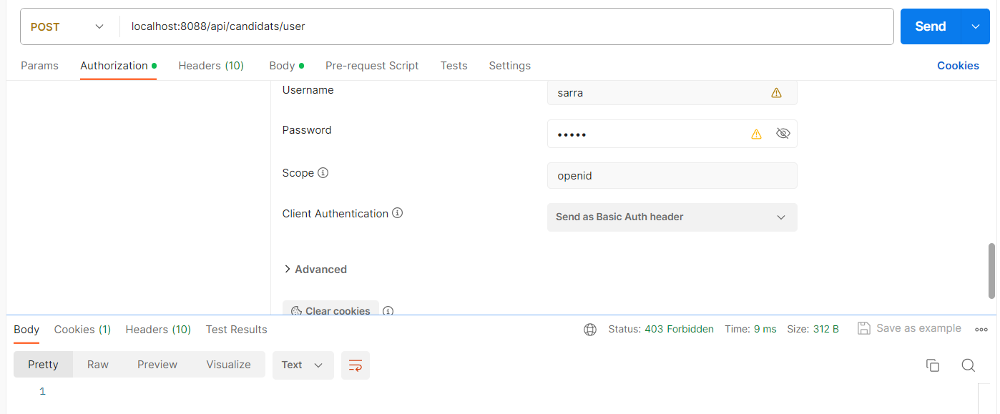 POST localhost:8088/api/candidats/user Send
Params Authorization Headers (10) Body Pre-request Script Tests Settings Cookies
Username sarra
Password •••••
Scope openid
Client Authentication Send as Basic Auth header
Advanced
Clear cookies
Body Cookies (1) Headers (10) Test Results Status: 403 Forbidden Time: 9 ms Size: 312 B Save as example
Pretty Raw Preview Visualize Text
1